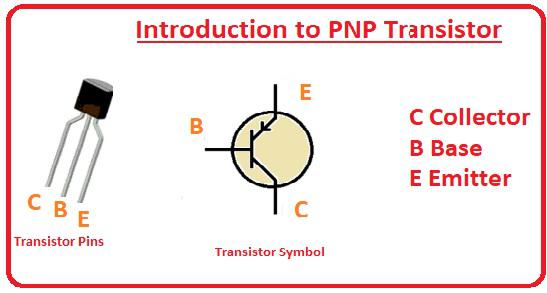 Introduction to PNP Transistor
E
B
C
C Collector
B Base
E Emitter
C
B
E
Transistor Pins
Transistor Symbol